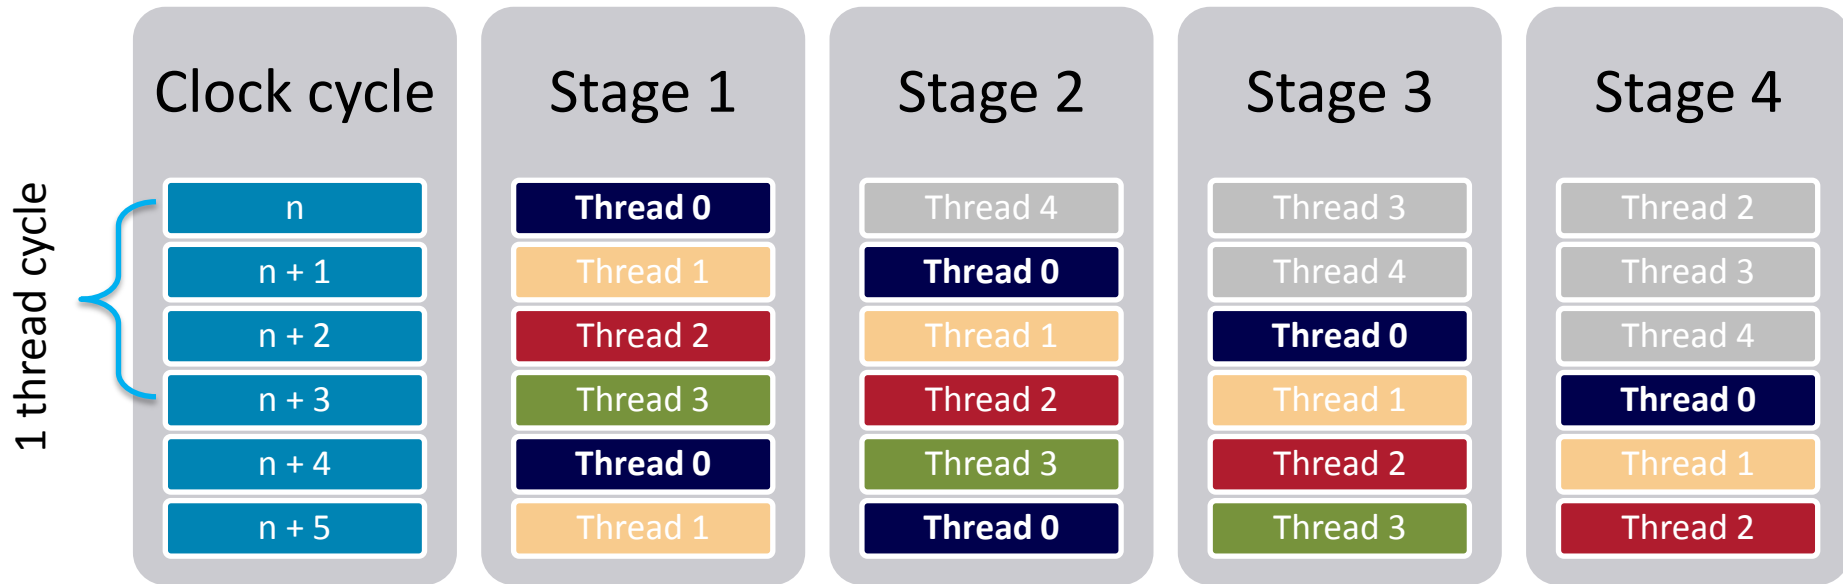 1 thread cycle
Clock cycle
n
n + 1
n + 2
n + 3
n + 4
n + 5
Stage 1
Thread 0
Thread 1
Thread 2
Thread 3
Thread 0
Thread 1
Stage 2
Thread 4
Thread 0
Thread 1
Thread 2
Thread 3
Thread 0
Stage 3
Thread 3
Thread 4
Thread 0
Thread 1
Thread 2
Thread 3
Stage 4
Thread 2
Thread 3
Thread 4
Thread 0
Thread 1
Thread 2